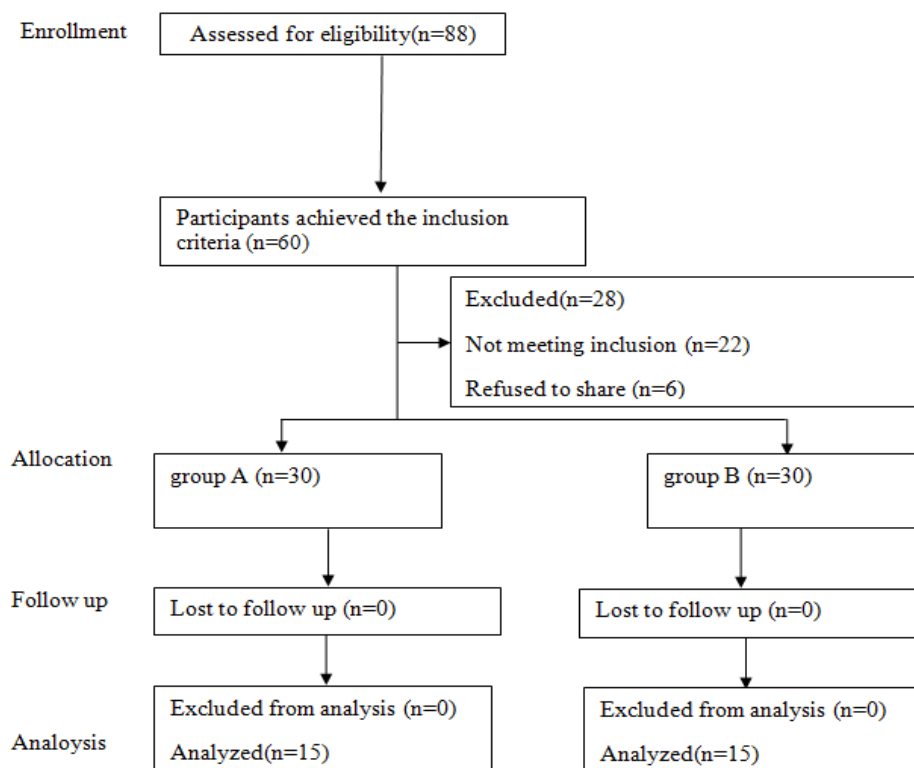 Enrollment
Assessed for eligibility(n=88)
Participants achieved the inclusion
criteria (n=60)
Excluded(n=28)
Not meeting inclusion (n=22)
Refused to share (n=6)
Allocation
group A (n=30)
group B (n=30)
Follow up
Lost to follow up (n=0)
Lost to follow up (n=0)
Analoysis
Excluded from analysis (n=0)
Analyzed(n=15)
Excluded from analysis (n=0)
Analyzed(n=15)